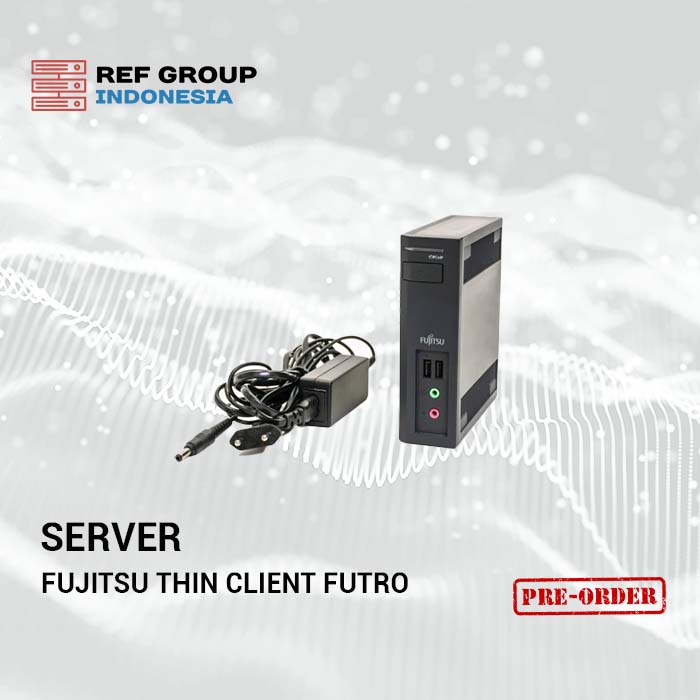 REF GROUP
INDONESIA
FUJITSU
SERVER
FUJITSU THIN CLIENT FUTRO
PRE-ORDER